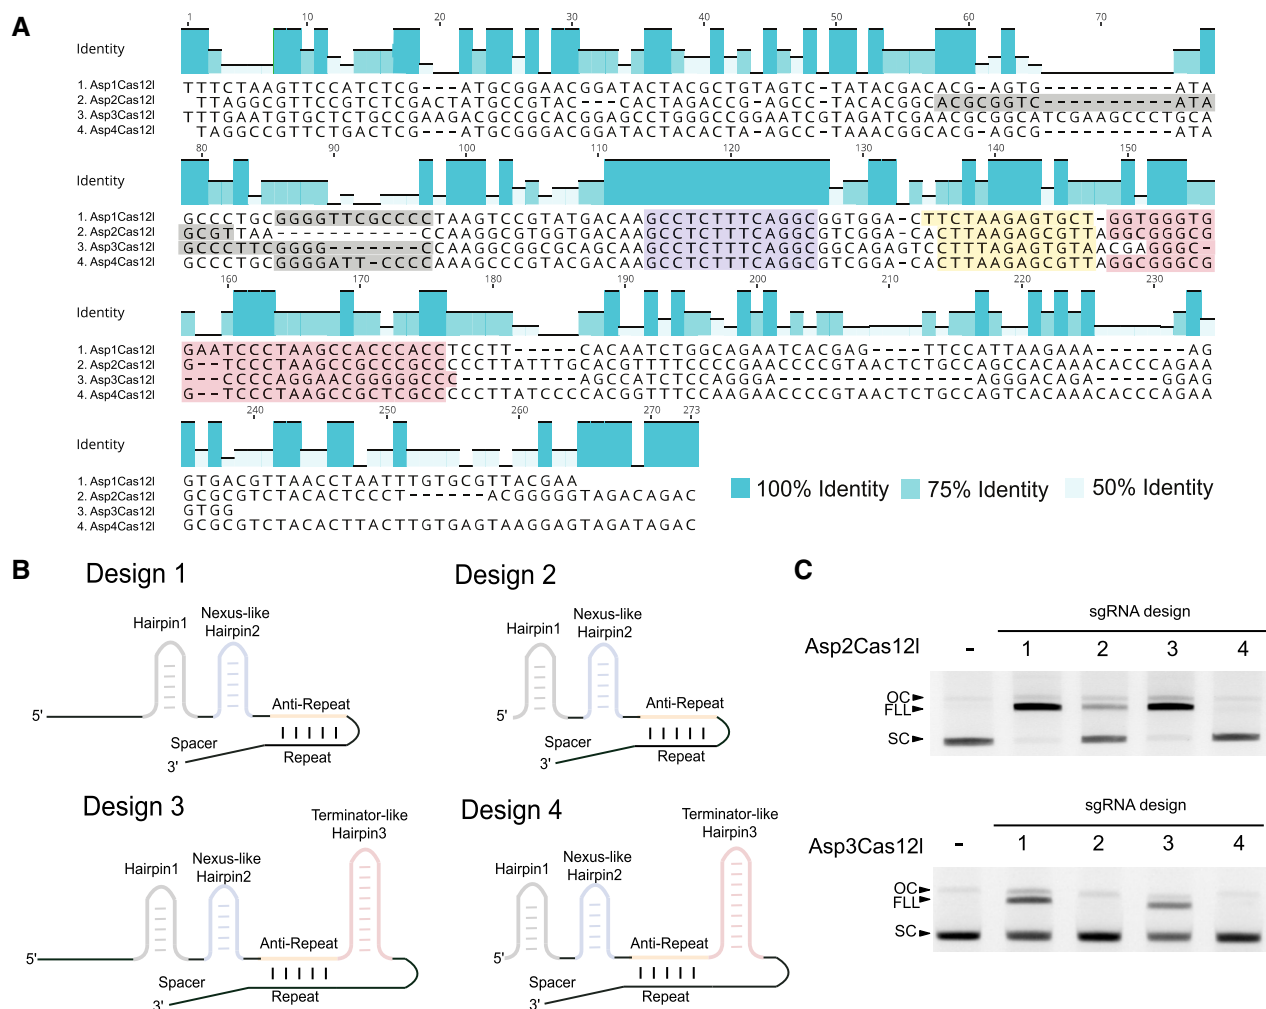 A
1 10 20 30 40 50 60 70
Identity
1. Asp1Cas12l TTTCTAAGTTCCATCTCG---ATGCGGAACGGATACTACGCTGTAGTC-TATACGACACG-AGTG----------ATA
2. Asp2Cas12l TTAGGCGTTCCGTCTCGACTATGCCGTAC---CACTAGACCG-AGTC-TACACGGACGCGGTC----------ATA
3. Asp3Cas12l TTTGAATGTGCTCTGCTCGAAGATGCGCGCACGGAGCCTGGGCCGGAATCGTAGATCGAACGCGGCATCGAAGCCCTGCA
4. Asp4Cas12l TAGGCCGTTCTGACTCG---ATGCGGGACGGATACTACACTA-AGCC-TAAACGGCACG-AGCG----------ATA
80 90 100 110 120 130 140 150
Identity
1. Asp1Cas12l GCCCTGCGGGGTTCGCCCCTAAGTCCGTATGACAAGCCTCTTTCAGGCGGTGGA-CTTCTAAGAGTGCT-GGTGGGTG
2. Asp2Cas12l GCGTTAA-----------CCAAGGCGTGGTGACAAGCCTCTTTCAGGCGTCGGA-CACTTAAGAGTGTTAGGCGGGCG
3. Asp3Cas12l GCCCTTCGGGG-------CCAAGGCGGCGCAGCAAGCCTCTTTCAGGCGGCAGAGTCCTTTAGAGTGTACGAGGGC-
4. Asp4Cas12l GCCCTGCGGGGATT-CCCCAAAGCCCGTACGACAAGCCTCTTTCAGGCGTCGGA-CACTTAAGAGCGTTAGGCGGGCG
160 170 180 190 200 210 220 230
Identity
1. Asp1Cas12l GAATCCCTAAGCCACCCACCTCCTT-----CACAATCTGGCAGAATCACGAG----TTCCATTAAGAAA-----AG
2. Asp2Cas12l G--TCCCTAAGCCCGCCCGCCCCCTTATTTGCACGTTTTCCCCGAGGAACCCCGTAACTCTGCCAGCCACAAACACCCAGAA
3. Asp3Cas12l ---CCCCAGGAACGGGGGCCC---------AGCCATCTCCAGGGA---------------AGGGACAGA-----GGAG
4. Asp4Cas12l G--TCCCTAAGCCGCTCGCCCCCTTATCCCCACGGTTTCCAAGAACCCCGTAACTCTGCCAGTCACAAACACCCAGAA
240 250 260 270 273
Identity
1. Asp1Cas12l GTGACGTTAACCTAATTTGTGCGTTACGAA
2. Asp2Cas12l GCGCGTCTACACTCCCT------ACGGGGGTAGACAGAC
3. Asp3Cas12l GTGG
4. Asp4Cas12l GCGCGTCTACACTTACTTGTGAGTAAGGAGTAGATAGAC
100% Identity 75% Identity 50% Identity
B
Design 1
Hairpin1
Nexus-like
Hairpin2
Anti-Repeat
5'
Spacer
3'
Repeat
Design 2
Hairpin1
Nexus-like
Hairpin2
Anti-Repeat
5'
Spacer
3'
Repeat
Design 3
Hairpin1
Nexus-like
Hairpin2
Terminator-like
Hairpin3
Anti-Repeat
5'
Spacer
3'
Repeat
Design 4
Hairpin1
Nexus-like
Hairpin2
Terminator-like
Hairpin3
Anti-Repeat
5'
Spacer
3'
Repeat
C
sgRNA design
Asp2Cas12l - 1 2 3 4
OC
FLL
SC
sgRNA design
Asp3Cas12l - 1 2 3 4
OC
FLL
SC